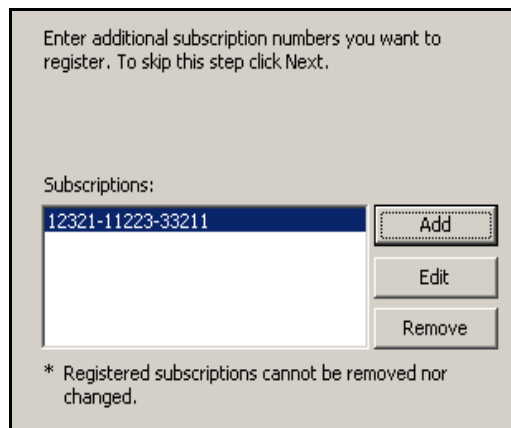 Enter additional subscription numbers you want to
register. To skip this step click Next.
Subscriptions:
12321-11223-33211
Add
Edit
Remove
* Registered subscriptions cannot be removed nor
changed.